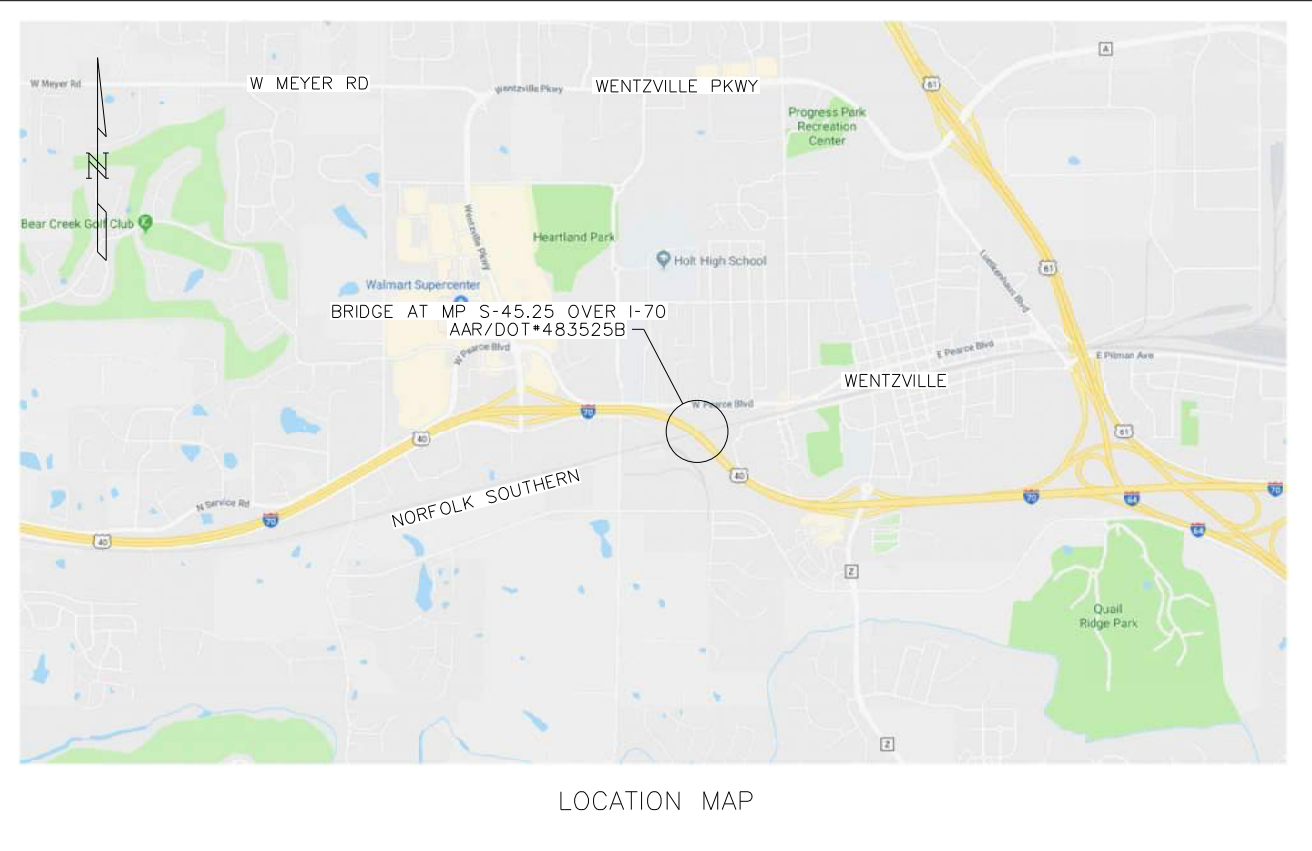 A
W Meyer Rd
W MEYER RD
Wentzville Pkwy
WENTZVILLE PKWY
61
Progress Park
Recreation
Center
N
Bear Creek Golf Club
Wentzville Pkwy
Heartland Park
Holt High School
Luetkenhaus Blvd
61
Walmart Supercenter
BRIDGE AT MP S-45.25 OVER I-70
AAR/DOT#483525B
W Pearce Blvd
E Pearce Blvd
E Pitman Ave
WENTZVILLE
W Pearce Blvd
70
40
61
40
NORFOLK SOUTHERN
N Service Rd
70
40
70
64
70
64
Z
Quail
Ridge Park
Z
LOCATION MAP